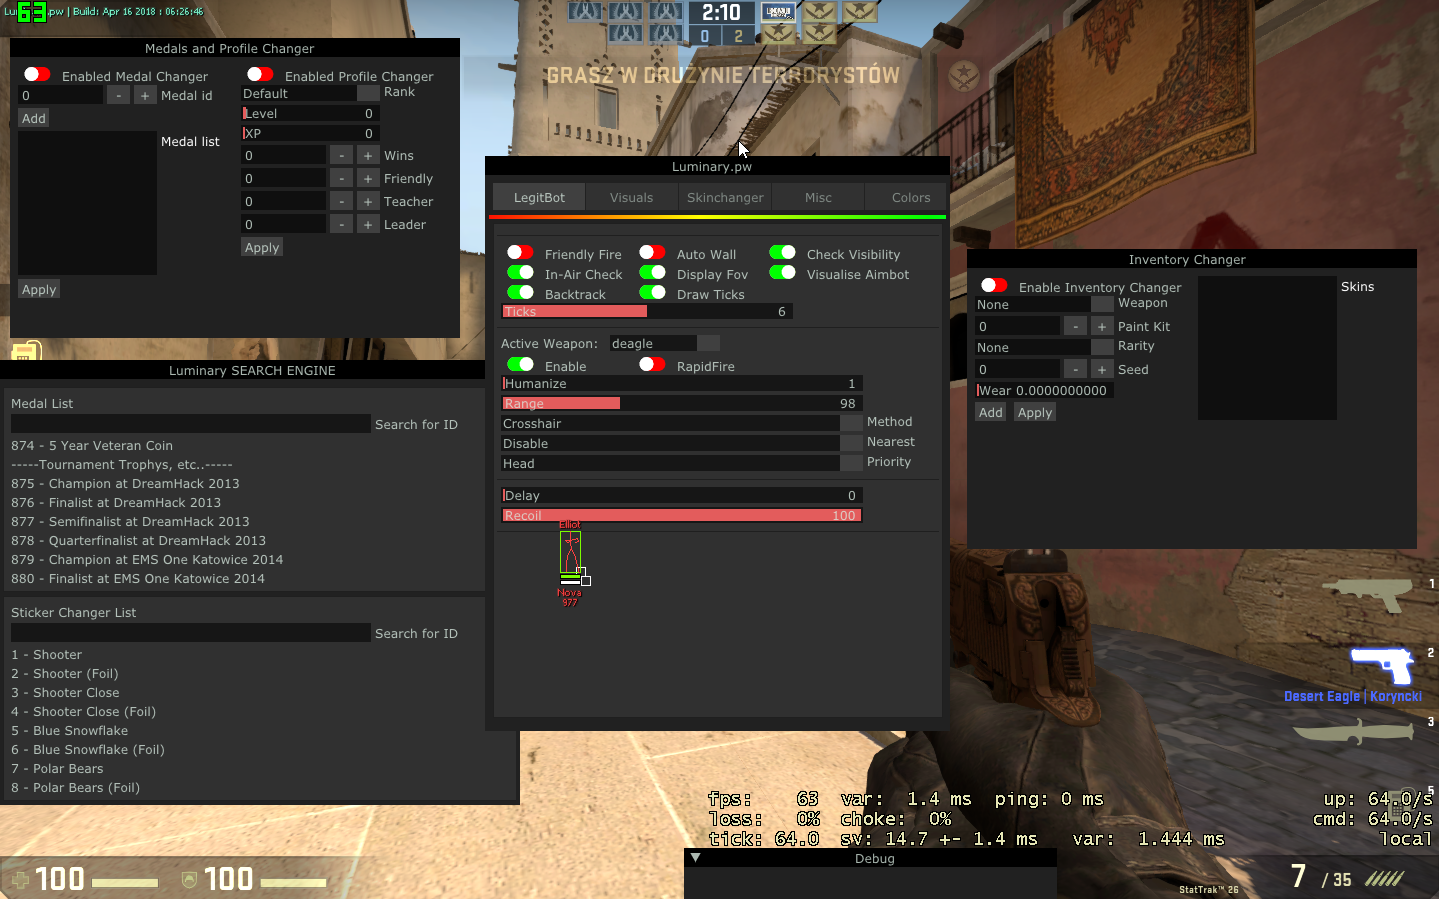 63
.pw | Build: Apr 16 2018 : 06:26:46
2:10
0 2
GRASZ W DRUŻYNIE TERRORYSTÓW
Medals and Profile Changer
Enabled Medal Changer
0 - + Medal id
Add
Medal list
Apply
Enabled Profile Changer
Default Rank
Level 0
XP 0
0 - + Wins
0 - + Friendly
0 - + Teacher
0 - + Leader
Apply
Luminary SEARCH ENGINE
Medal List
Search for ID
874 - 5 Year Veteran Coin
-----Tournament Trophys, etc..-----
875 - Champion at DreamHack 2013
876 - Finalist at DreamHack 2013
877 - Semifinalist at DreamHack 2013
878 - Quarterfinalist at DreamHack 2013
879 - Champion at EMS One Katowice 2014
880 - Finalist at EMS One Katowice 2014
Sticker Changer List
Search for ID
1 - Shooter
2 - Shooter (Foil)
3 - Shooter Close
4 - Shooter Close (Foil)
5 - Blue Snowflake
6 - Blue Snowflake (Foil)
7 - Polar Bears
8 - Polar Bears (Foil)
Luminary.pw
LegitBot Visuals Skinchanger Misc Colors
Friendly Fire Auto Wall Check Visibility
In-Air Check Display Fov Visualise Aimbot
Backtrack Draw Ticks
Ticks 6
Active Weapon: deagle
Enable RapidFire
Humanize 1
Range 98
Crosshair Method
Disable Nearest
Head Priority
Delay 0
Recoil 100
Elliot
Nova
977
Inventory Changer
Enable Inventory Changer
None Weapon
0 - + Paint Kit
None Rarity
0 - + Seed
Wear 0.0000000000
Add Apply
Skins
1
2
Desert Eagle | Koryncki
3
5
fps: 63 var: 1.4 ms ping: 0 ms
loss: 0% choke: 0%
tick: 64.0 sv: 14.7 +- 1.4 ms var: 1.444 ms
up: 64.0/s
cmd: 64.0/s
local
Debug
100 100
StatTrak™ 26
7 / 35